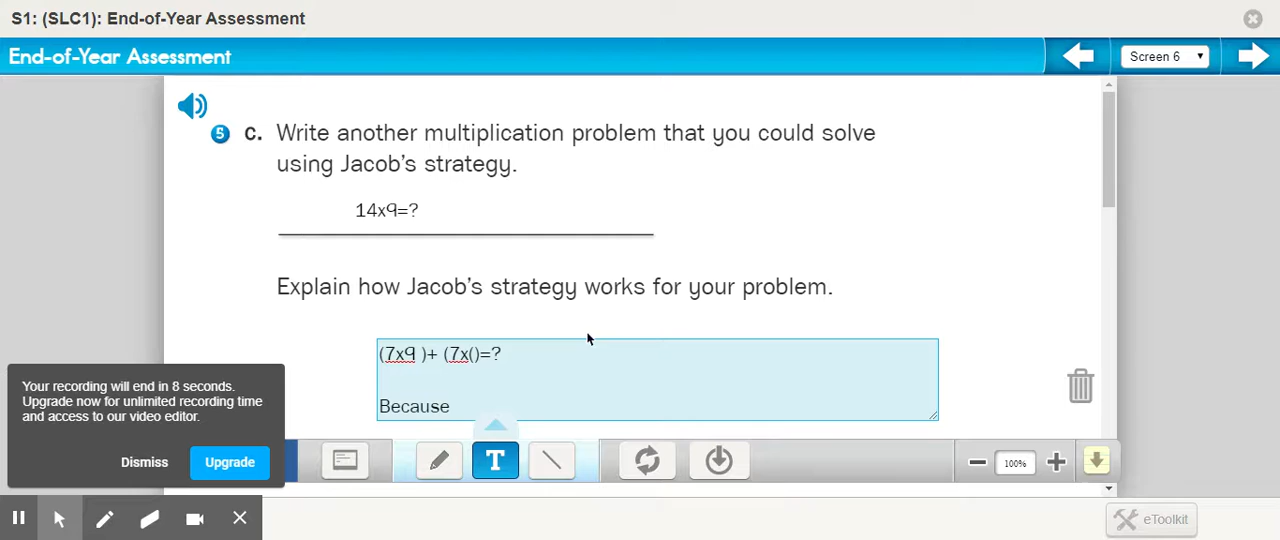 S1: (SLC1): End-of-Year Assessment
End-of-Year Assessment
Screen 6
5 c. Write another multiplication problem that you could solve
using Jacob's strategy.
14x9=?
Explain how Jacob's strategy works for your problem.
(7x9 )+ (7x()=?
Because
Your recording will end in 8 seconds.
Upgrade now for unlimited recording time
and access to our video editor.
Dismiss
Upgrade
T
100%
eToolkit